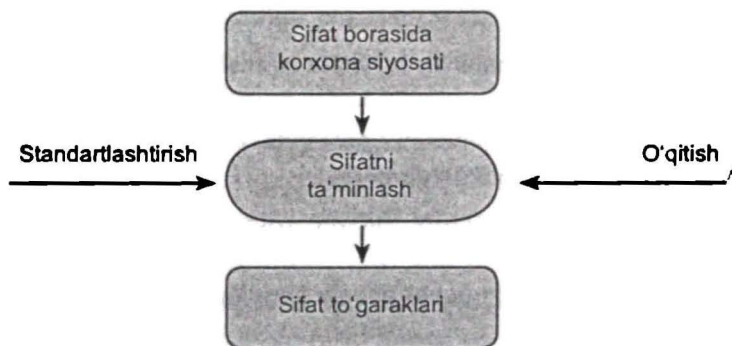 Sifat borasida
korxona siyosati
Standartlashtirish
Sifatni
ta'minlash
O'qitish
Sifat to'garaklari